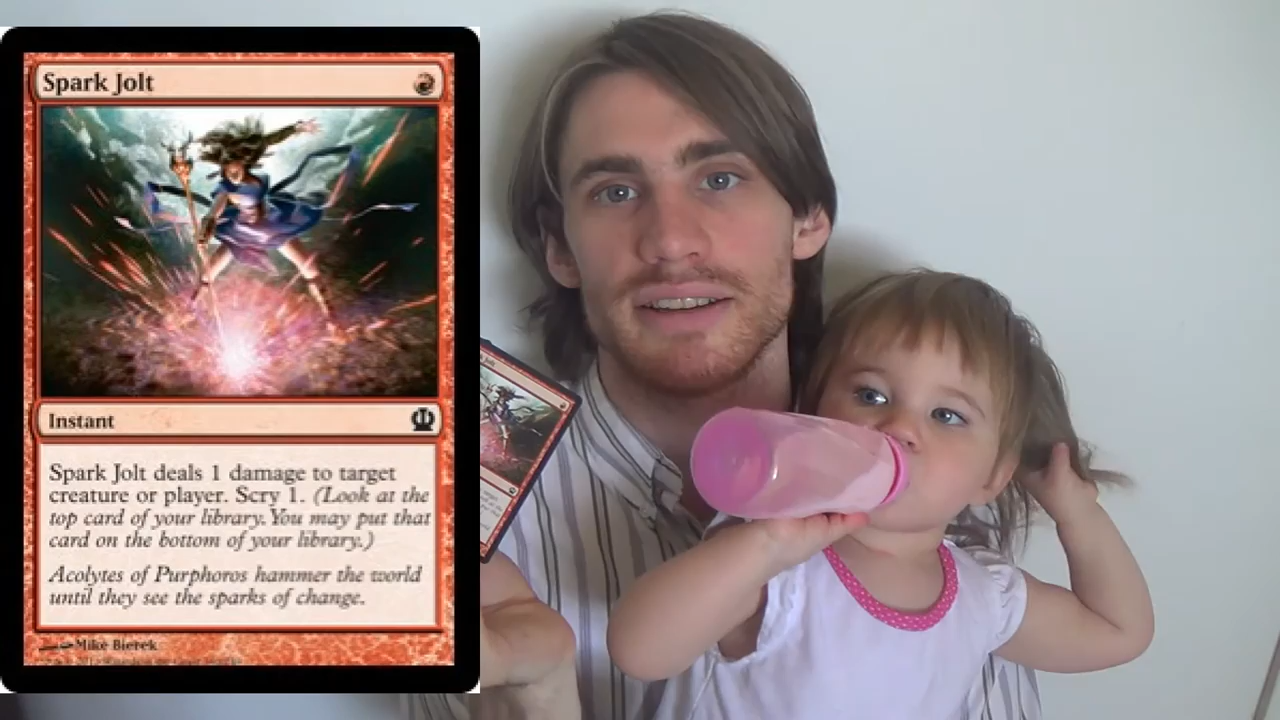 Spark Jolt
Instant
Spark Jolt deals 1 damage to target
creature or player. Scry 1. (Look at the
top card of your library. You may put that
card on the bottom of your library.)
Acolytes of Purphoros hammer the world
until they see the sparks of change.
Mike Bierek